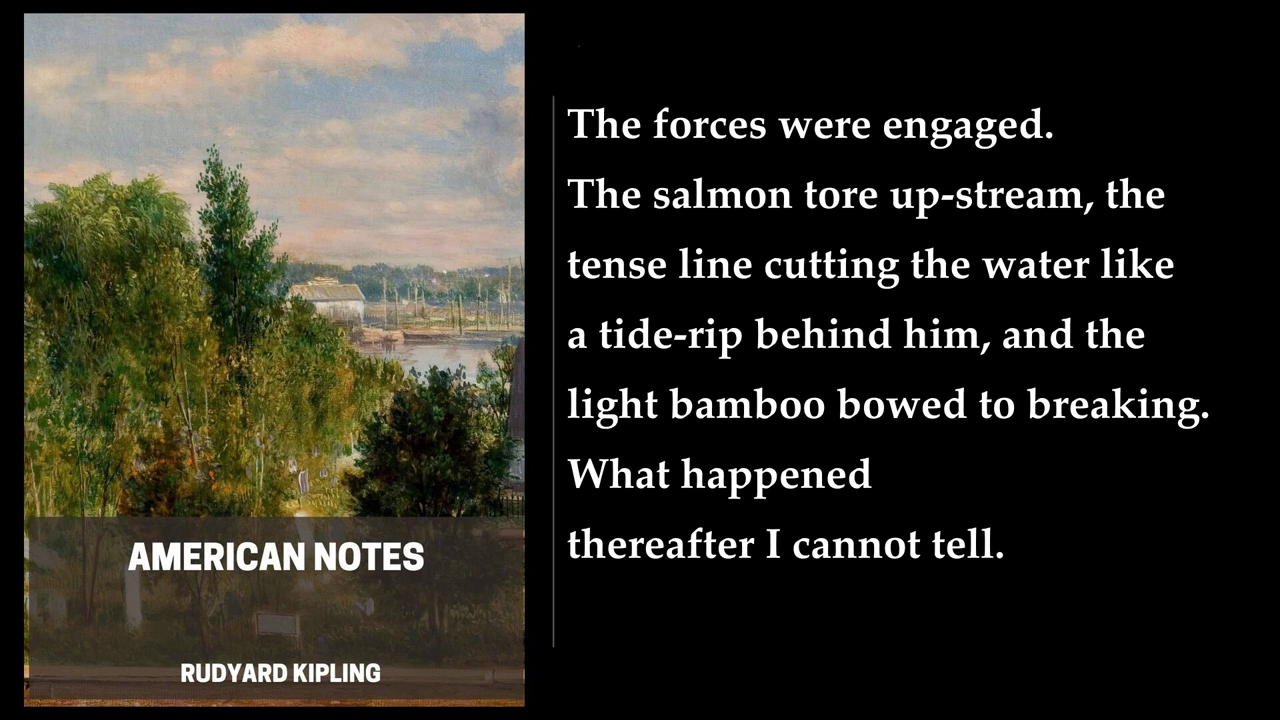 AMERICAN NOTES
RUDYARD KIPLING
The forces were engaged.
The salmon tore up-stream, the
tense line cutting the water like
a tide-rip behind him, and the
light bamboo bowed to breaking.
What happened
thereafter I cannot tell.